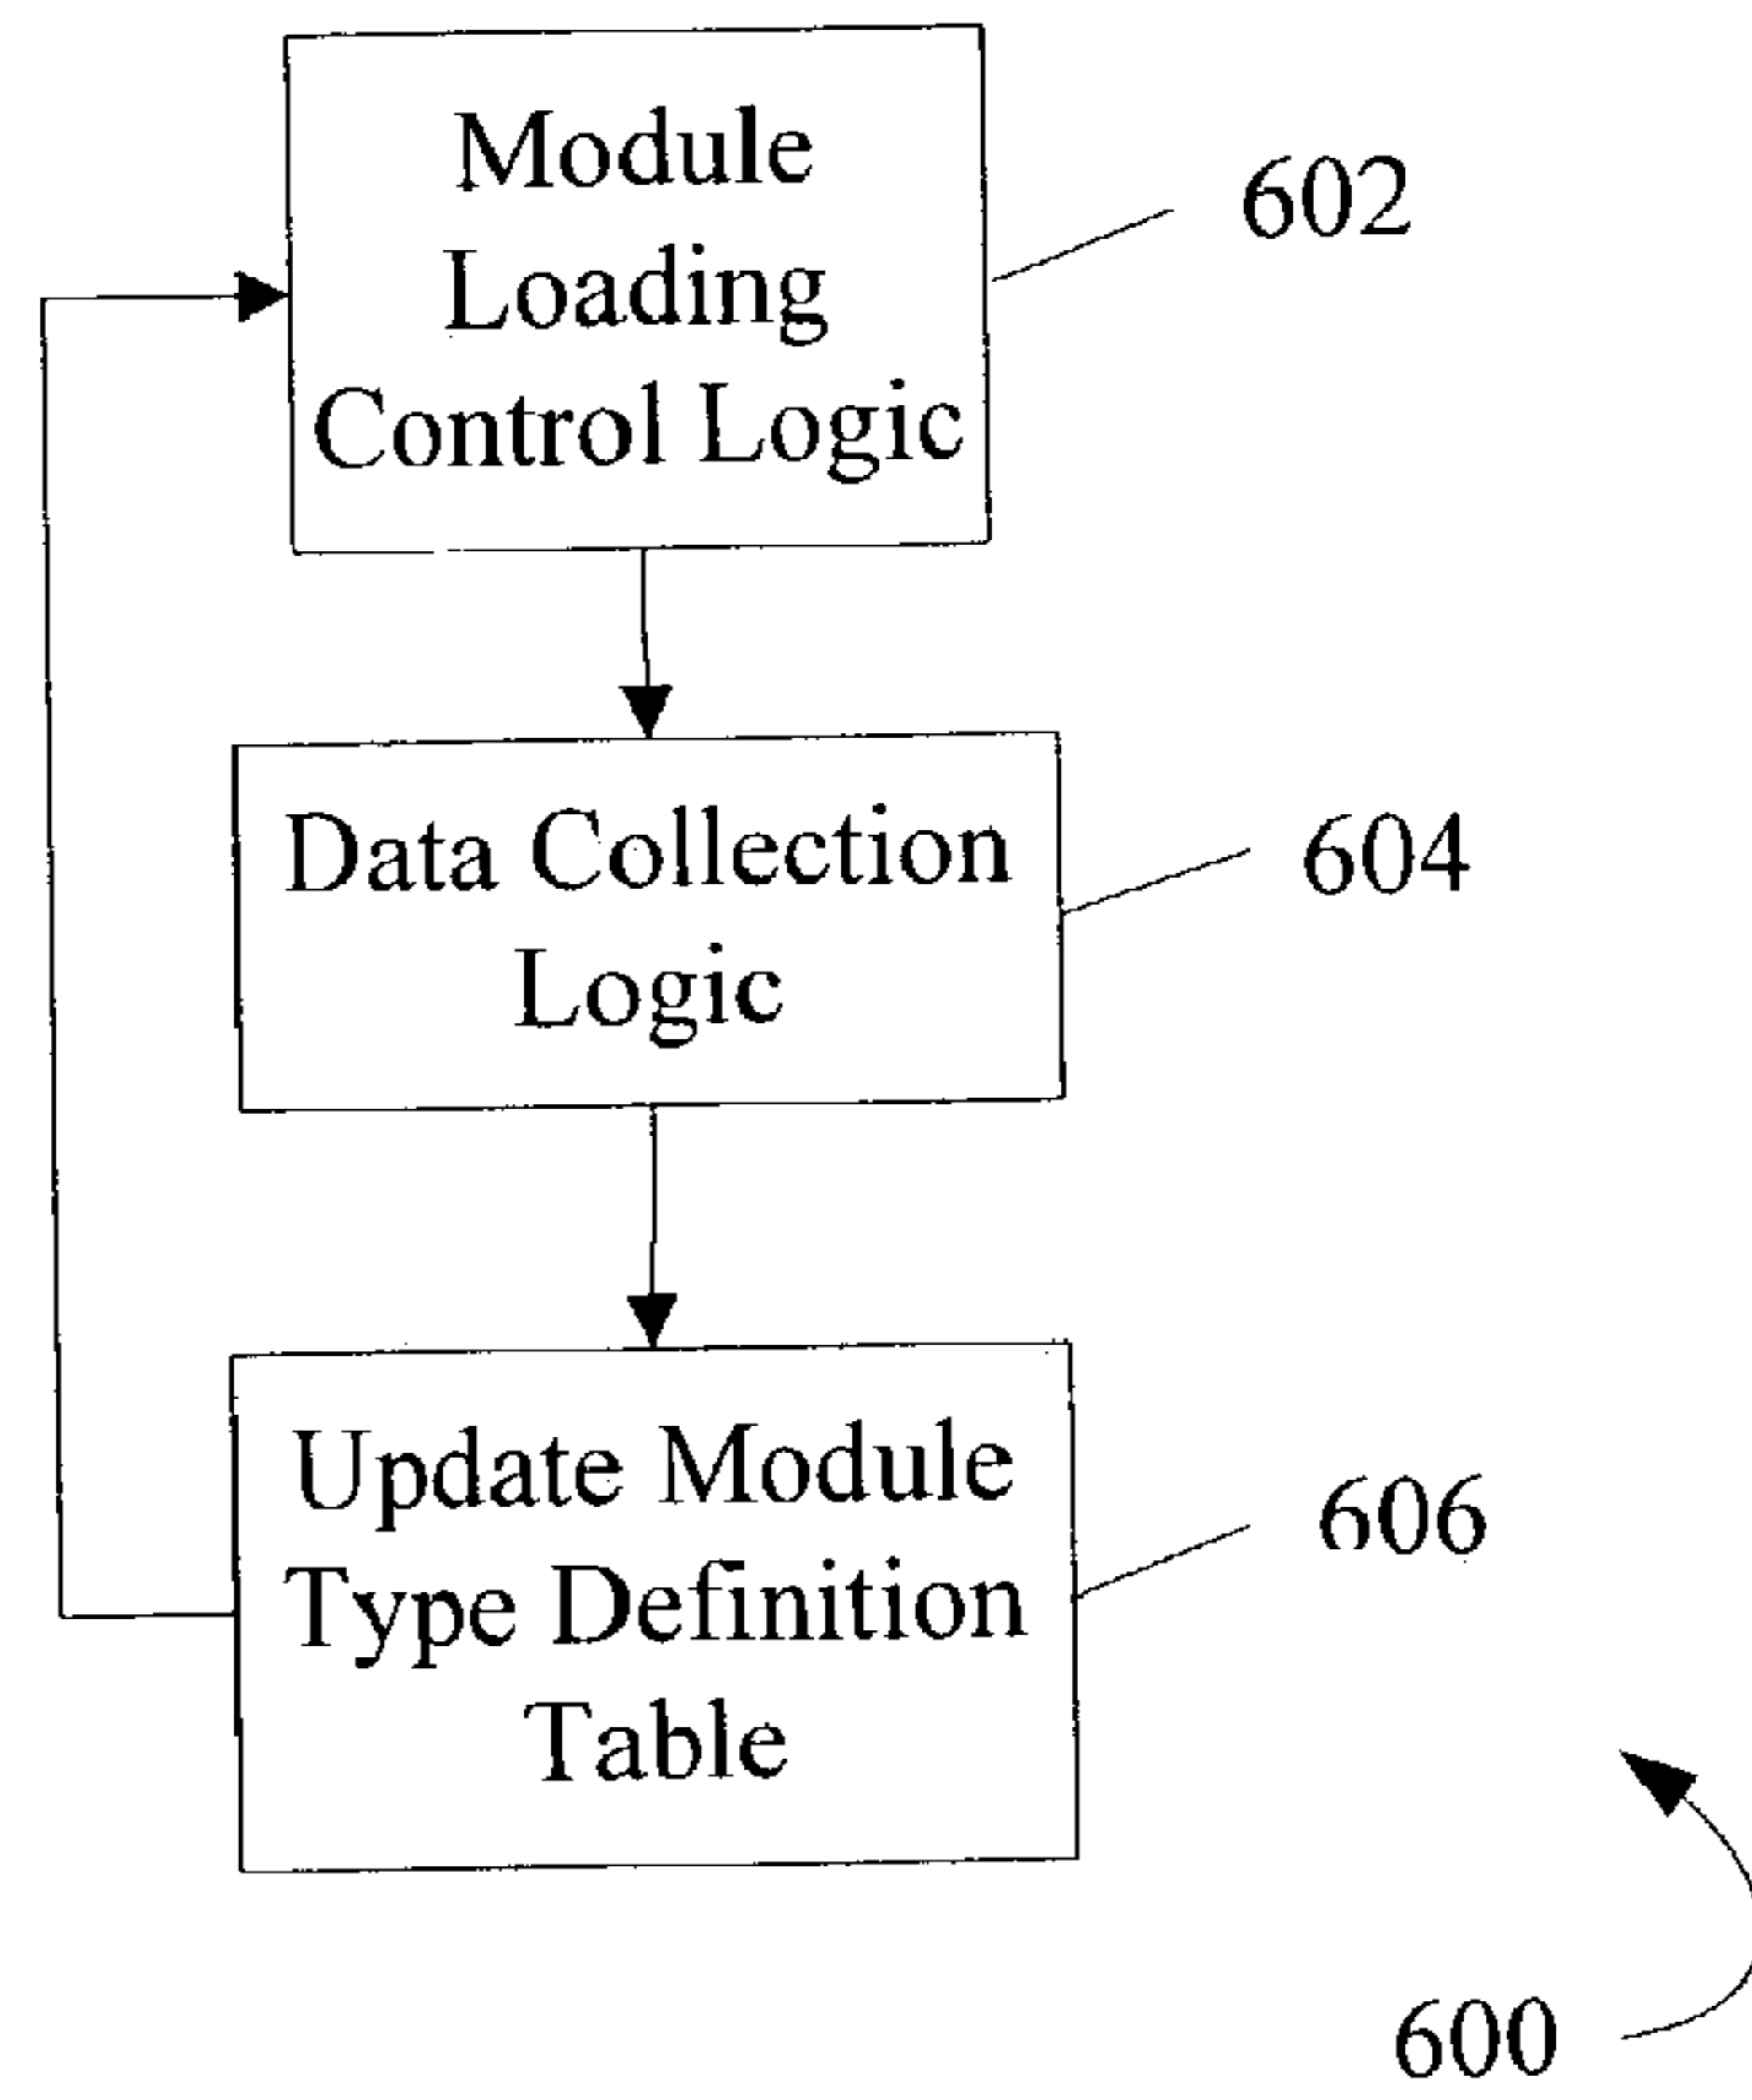 Module
Loading
Control Logic
602
Data Collection
Logic
604
Update Module
Type Definition
Table
606
600